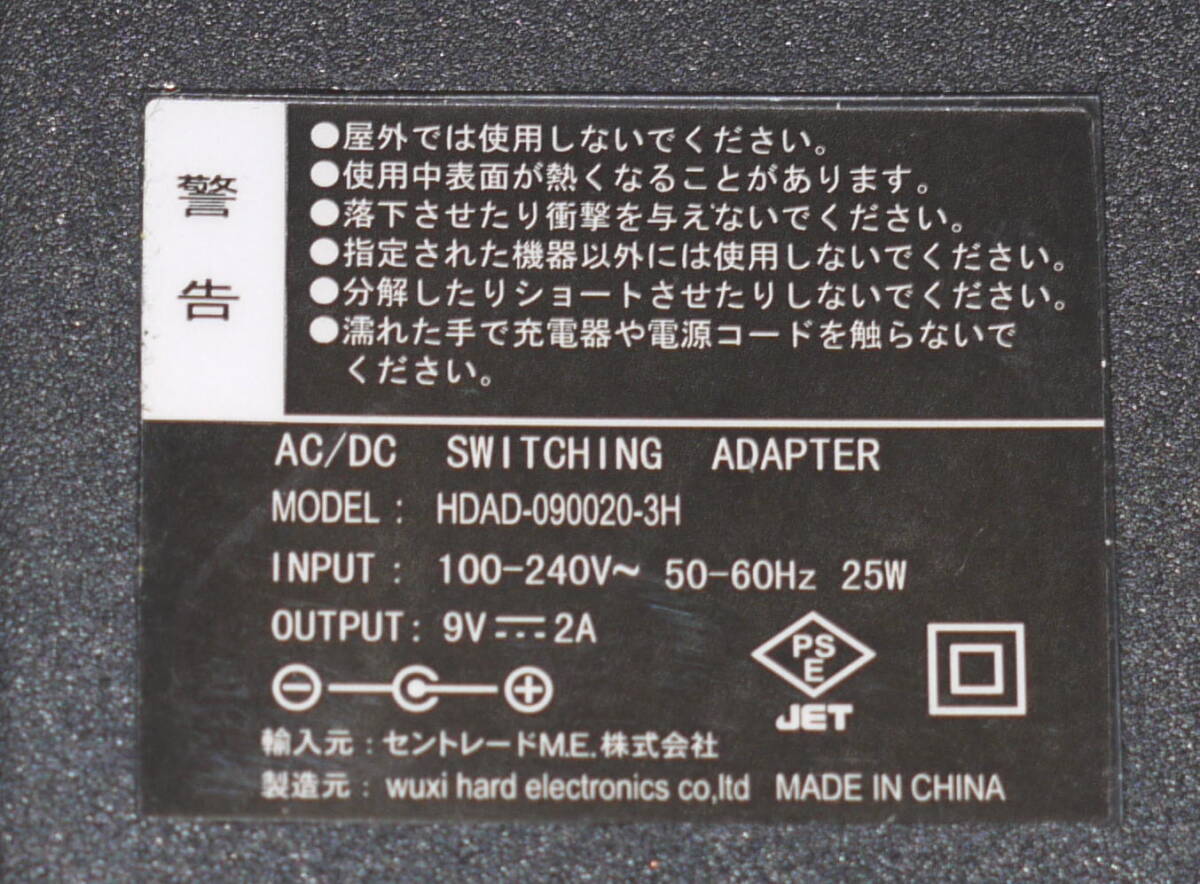 警告
●屋外では使用しないでください。
●使用中表面が熱くなることがあります。
●落下させたり衝撃を与えないでください。
●指定された機器以外には使用しないでください。
●分解したりショートさせたりしないでください。
●濡れた手で充電器や電源コードを触らないで
ください。
AC/DC SWITCHING ADAPTER
MODEL : HDAD-090020-3H
INPUT : 100-240V~ 50-60Hz 25W
OUTPUT : 9V⎓2A
PS
E
JET
輸入元 : セントレードM.E.株式会社
製造元 : wuxi hard electronics co,ltd MADE IN CHINA